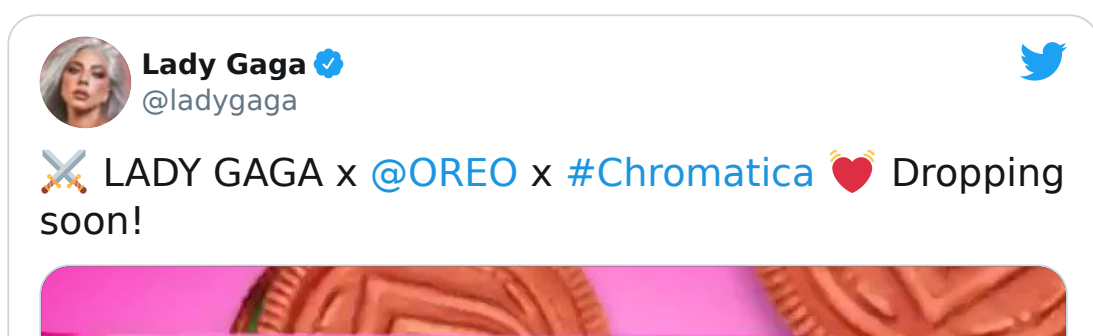 Lady Gaga
@ladygaga
⚔️ LADY GAGA x @OREO x #Chromatica 💓 Dropping
soon!